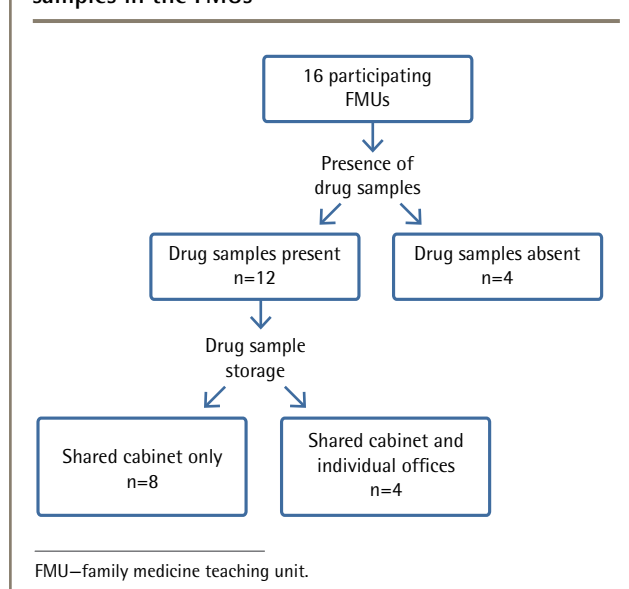 samples in the FMUs
16 participating
FMUs
Presence of
drug samples
Drug samples present
n=12
Drug samples absent
n=4
Drug sample
storage
Shared cabinet only
n=8
Shared cabinet and
individual offices
n=4
FMU—family medicine teaching unit.